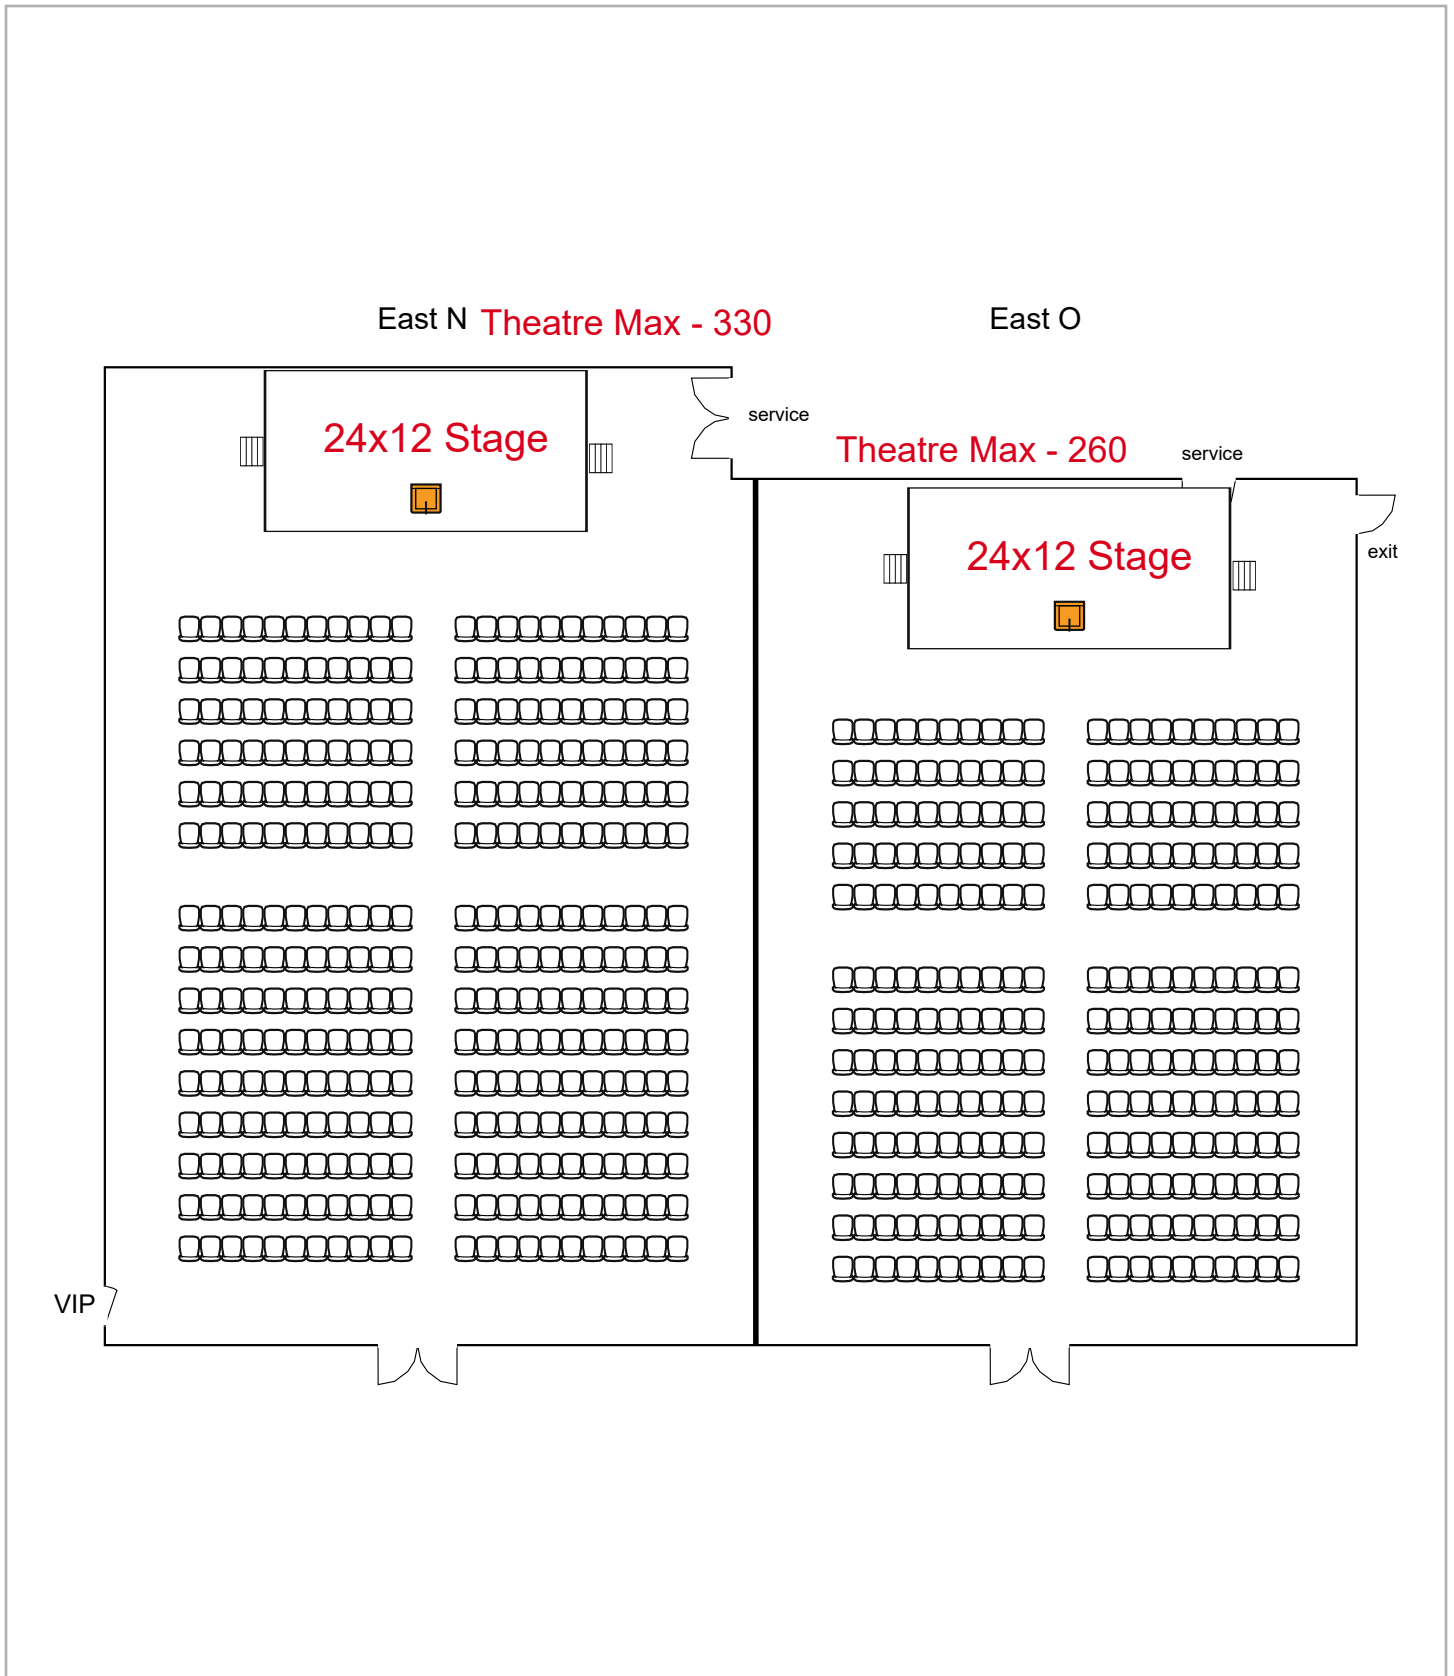 East N Theatre Max - 330
East O
24x12 Stage
service
Theatre Max - 260
service
24x12 Stage
exit
VIP